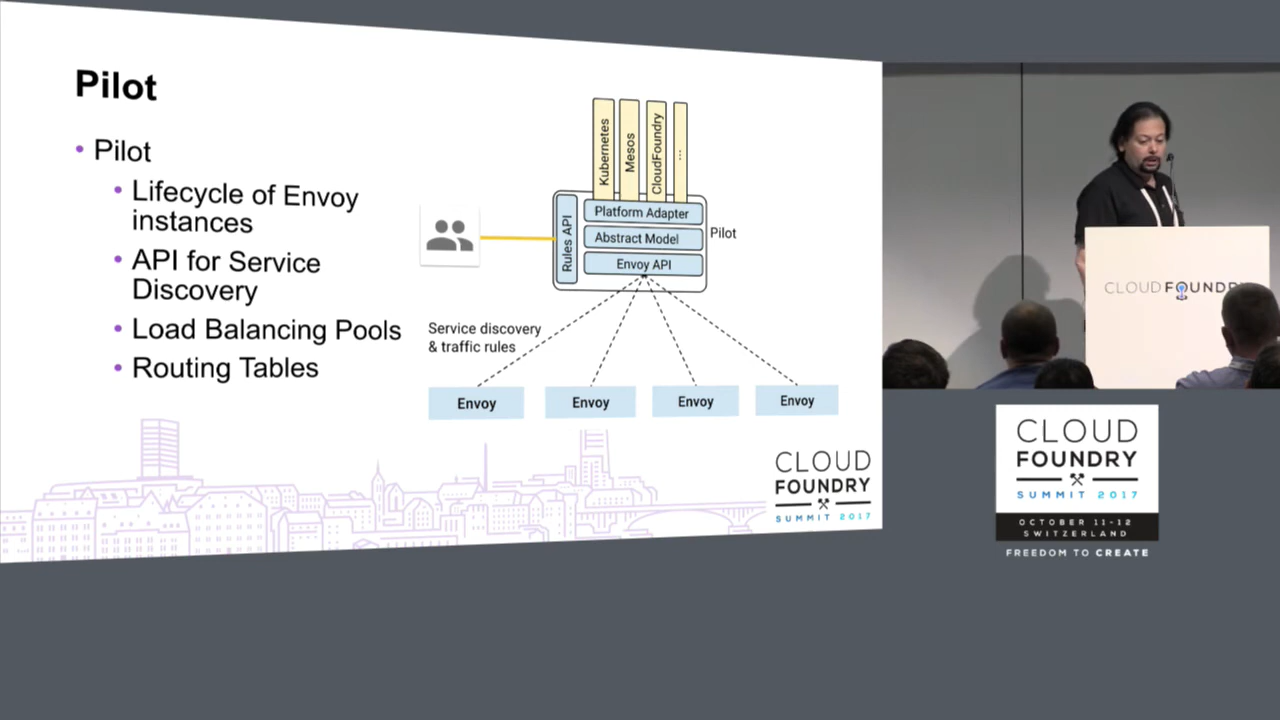 Pilot
• Pilot
• Lifecycle of Envoy
instances
• API for Service
Discovery
• Load Balancing Pools
• Routing Tables
Kubernetes
Mesos
CloudFoundry
...
Rules API
Platform Adapter
Abstract Model
Envoy API
Pilot
Service discovery
& traffic rules
Envoy
Envoy
Envoy
Envoy
CLOUD
FOUNDRY
SUMMIT 2017
CLOUD FOUNDRY
CLOUD
FOUNDRY
SUMMIT 2017
OCTOBER 11-12
SWITZERLAND
FREEDOM TO CREATE